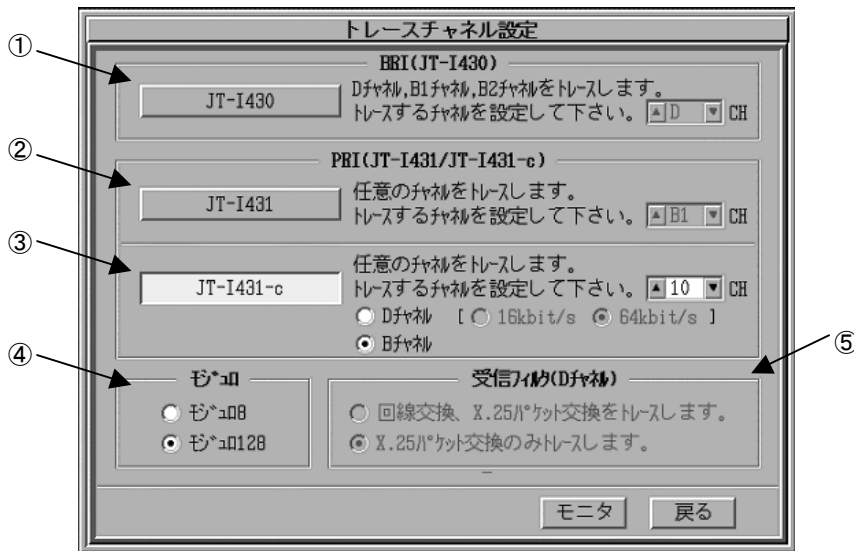 トレースチャネル設定
①
BRI(JT-I430)
JT-I430
Dﾁｬﾈﾙ,B1ﾁｬﾈﾙ,B2ﾁｬﾈﾙをﾄﾚｰｽします。
ﾄﾚｰｽするﾁｬﾈﾙを設定して下さい。 ▲ D ▼ CH
②
PRI(JT-I431/JT-I431-c)
JT-I431
任意のﾁｬﾈﾙをﾄﾚｰｽします。
ﾄﾚｰｽするﾁｬﾈﾙを設定して下さい。 ▲ B1 ▼ CH
③
JT-I431-c
任意のﾁｬﾈﾙをﾄﾚｰｽします。
ﾄﾚｰｽするﾁｬﾈﾙを設定して下さい。 ▲ 10 ▼ CH
Dﾁｬﾈﾙ [ 16kbit/s 64kbit/s ]
Bﾁｬﾈﾙ
④
ﾓｼﾞｭﾛ
ﾓｼﾞｭﾛ8
ﾓｼﾞｭﾛ128
⑤
受信ﾌｨﾙﾀ(Dﾁｬﾈﾙ)
回線交換、X.25ﾊﾟｹｯﾄ交換をﾄﾚｰｽします。
X.25ﾊﾟｹｯﾄ交換のみﾄﾚｰｽします。
モニタ
戻る